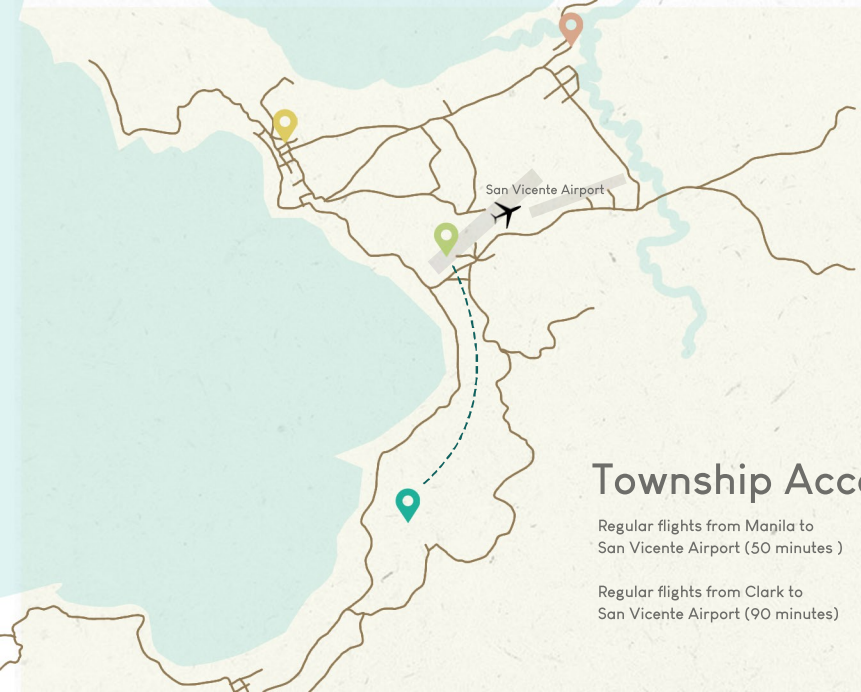 San Vicente Airport
Township Acc
Regular flights from Manila to
San Vicente Airport (50 minutes )
Regular flights from Clark to
San Vicente Airport (90 minutes)